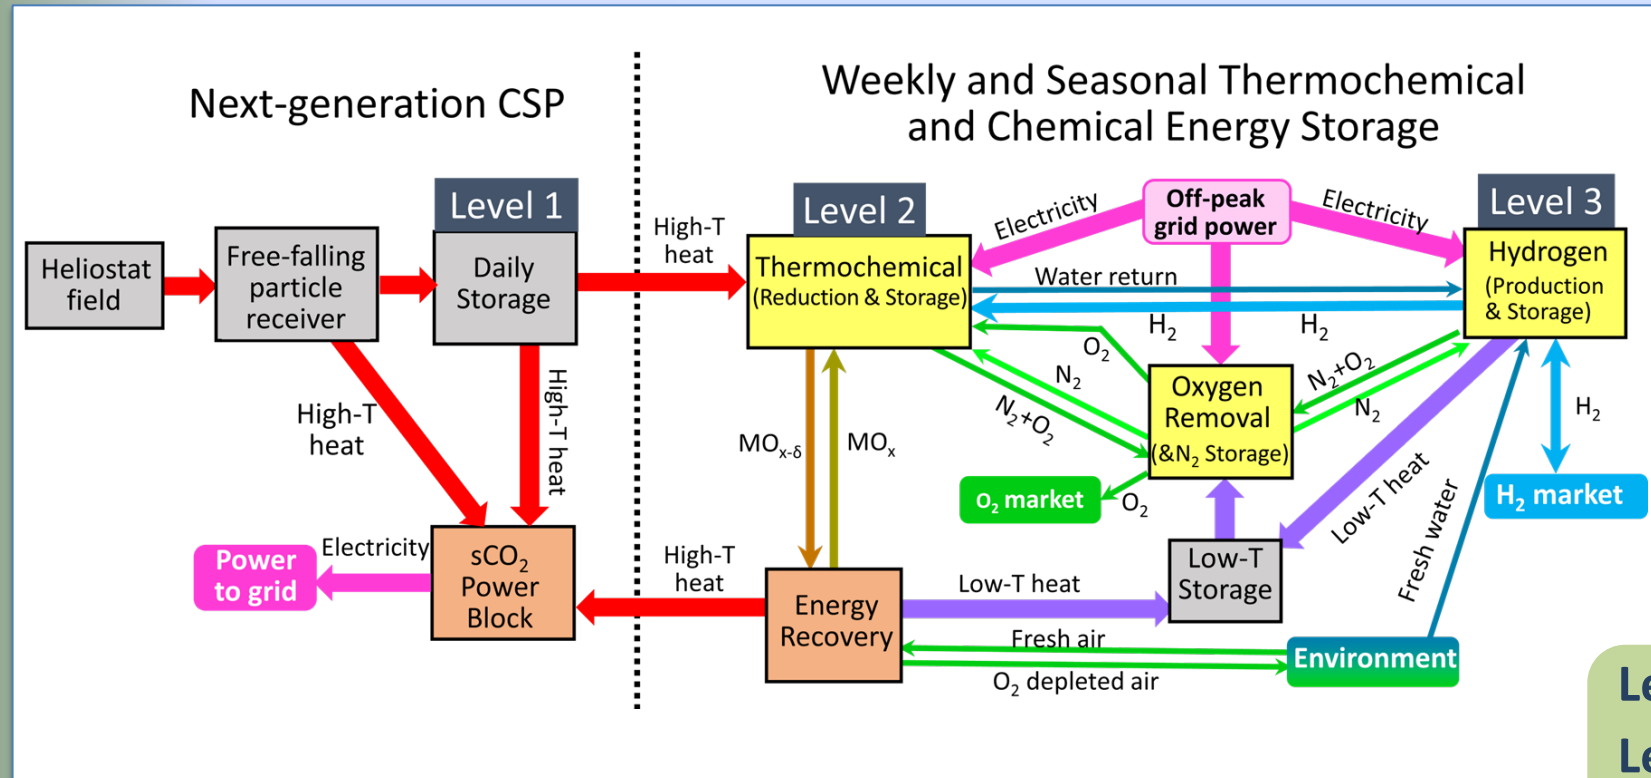 Next-generation CSP
Weekly and Seasonal Thermochemical
and Chemical Energy Storage
Level 1
Level 2
Level 3
Heliostat
field
Free-falling
particle
receiver
Daily
Storage
High-T
heat
Thermochemical
(Reduction & Storage)
Electricity
Off-peak
grid power
Electricity
Hydrogen
(Production
& Storage)
Water return
H₂
H₂
O₂
N₂
N₂+O₂
Oxygen
Removal
(&N₂ Storage)
N₂+O₂
N₂
H₂
High-T
heat
High-T heat
MOₓ₋δ
MOₓ
O₂ market
O₂
Low-T heat
Fresh water
H₂ market
Power
to grid
Electricity
sCO₂
Power
Block
High-T
heat
Energy
Recovery
Low-T heat
Low-T
Storage
Fresh air
O₂ depleted air
Environment
Le
Le